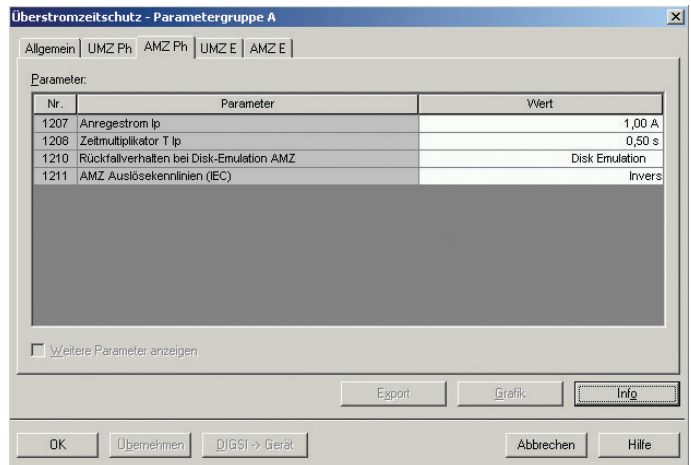 Überstromzeitschutz - Parametergruppe A
Allgemein UMZ Ph AMZ Ph UMZ E AMZ E
Parameter:
Nr. Parameter Wert
1207 Anregestrom Ip 1,00 A
1208 Zeitmultiplikator T Ip 0,50 s
1210 Rückfallverhalten bei Disk-Emulation AMZ Disk Emulation
1211 AMZ Auslösekennlinien (IEC) Invers
Weitere Parameter anzeigen
Export Grafik Info
OK Übernehmen DIGSI -> Gerät Abbrechen Hilfe